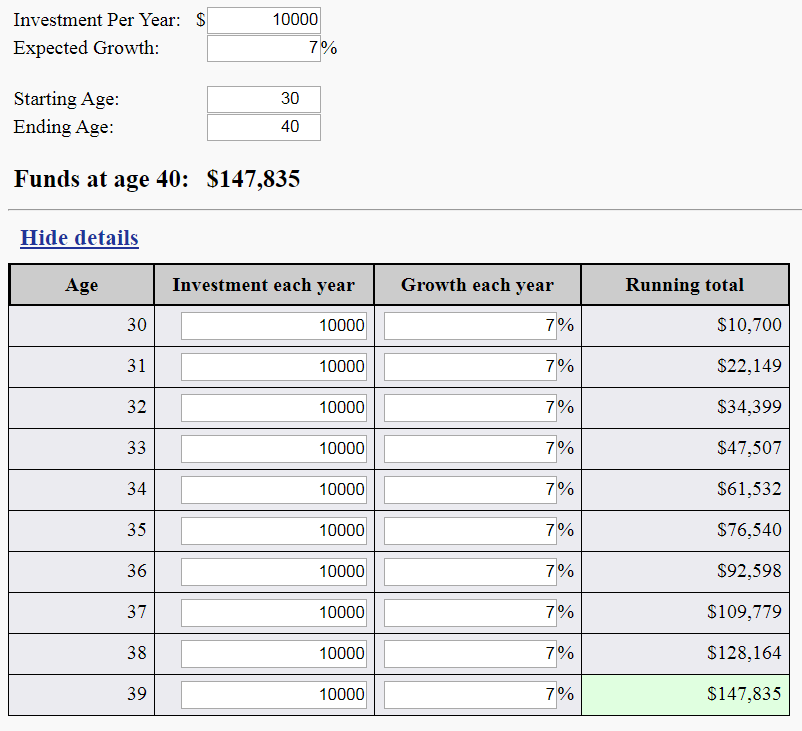 Investment Per Year: $ 10000
Expected Growth: 7%
Starting Age: 30
Ending Age: 40
Funds at age 40: $147,835
Hide details
Age Investment each year Growth each year Running total
30 10000 7% $10,700
31 10000 7% $22,149
32 10000 7% $34,399
33 10000 7% $47,507
34 10000 7% $61,532
35 10000 7% $76,540
36 10000 7% $92,598
37 10000 7% $109,779
38 10000 7% $128,164
39 10000 7% $147,835